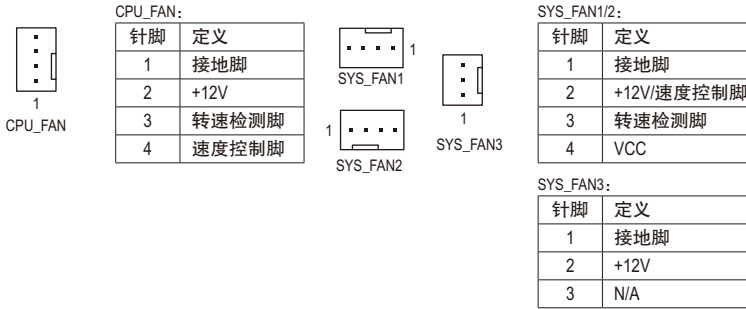 CPU_FAN：
针脚 定义
1 接地脚
2 +12V
3 转速检测脚
4 速度控制脚
1
CPU_FAN
1
SYS_FAN1
1
SYS_FAN2
1
SYS_FAN3
SYS_FAN1/2：
针脚 定义
1 接地脚
2 +12V/速度控制脚
3 转速检测脚
4 VCC
SYS_FAN3：
针脚 定义
1 接地脚
2 +12V
3 N/A